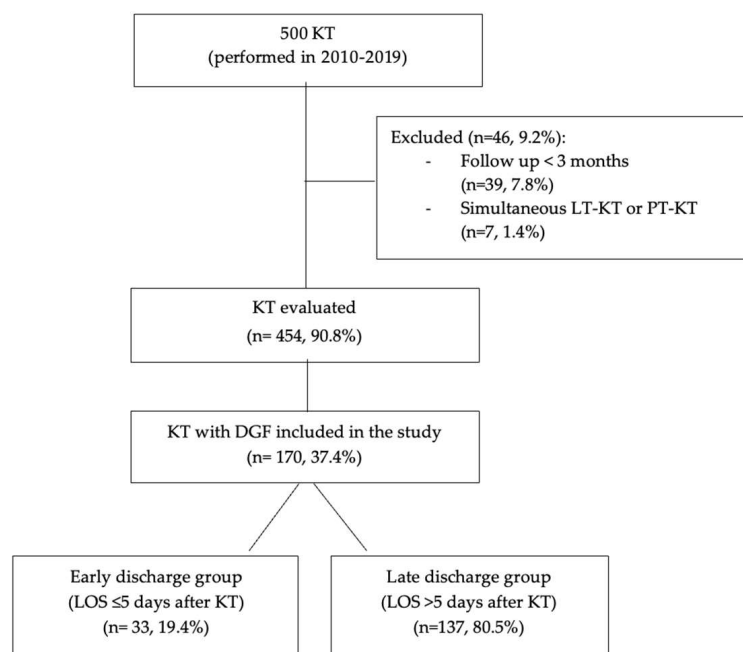 500 KT
(performed in 2010-2019)
Excluded (n=46, 9.2%):
- Follow up < 3 months
(n=39, 7.8%)
- Simultaneous LT-KT or PT-KT
(n=7, 1.4%)
KT evaluated
(n= 454, 90.8%)
KT with DGF included in the study
(n= 170, 37.4%)
Early discharge group
(LOS ≤5 days after KT)
(n= 33, 19.4%)
Late discharge group
(LOS >5 days after KT)
(n=137, 80.5%)